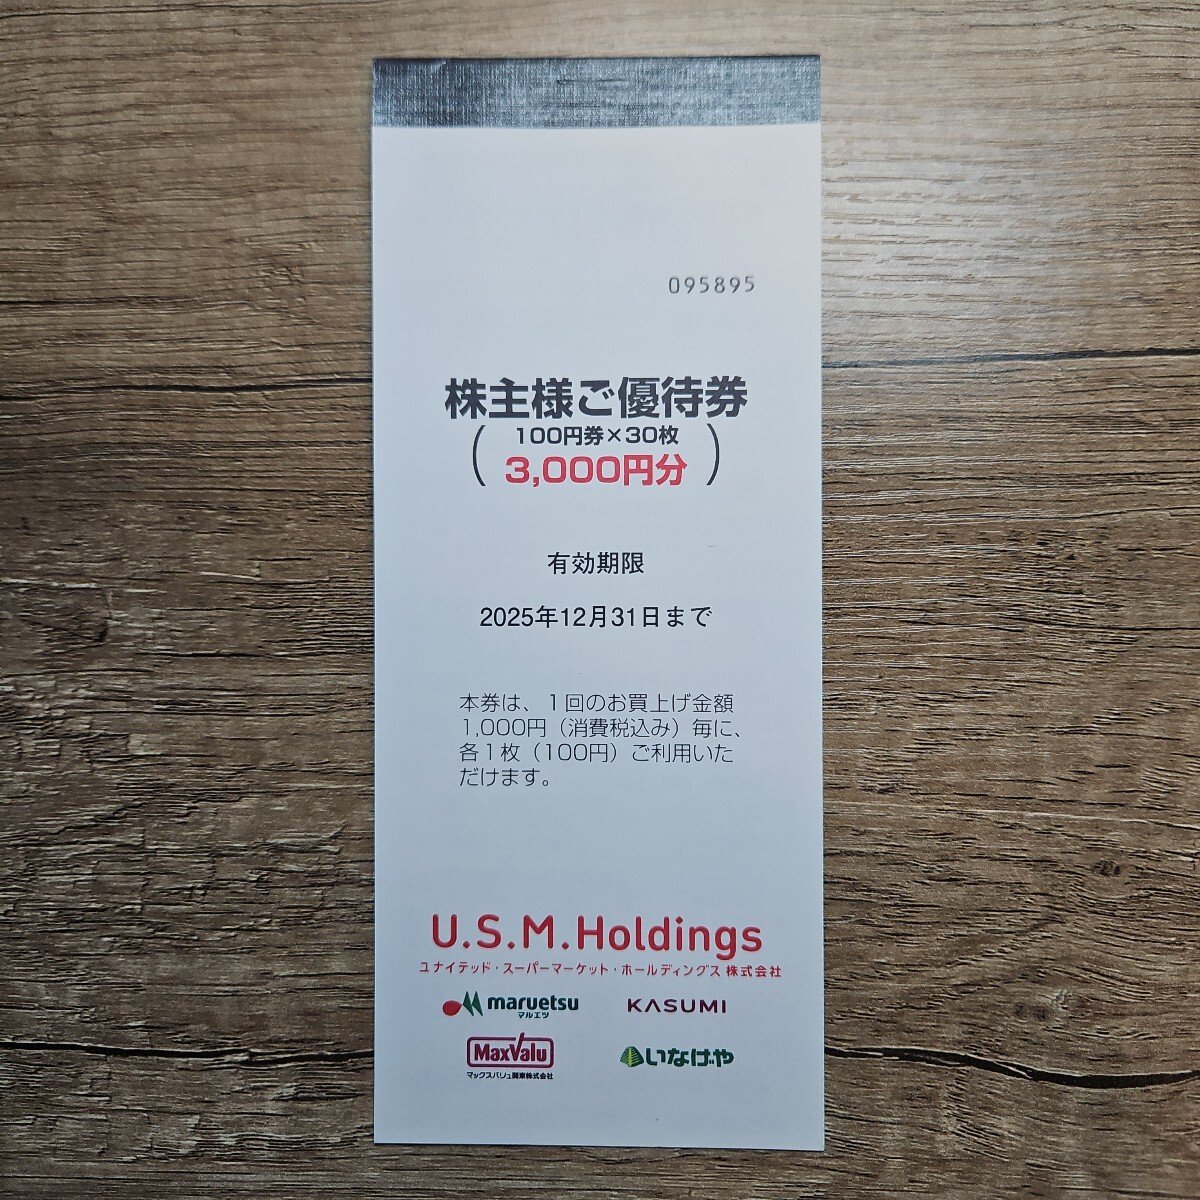 095895
株主様ご優待券
(100円券×30枚
3,000円分)
有効期限
2025年12月31日まで
本券は、1回のお買上げ金額
1,000円(消費税込み)毎に、
各1枚(100円)ご利用いた
だけます。
U.S.M.Holdings
ユナイテッド・スーパーマーケット・ホールディングス株式会社
maruetsu KASUMI
マルエツ
MaxValu いなげや
マックスバリュ関東株式会社